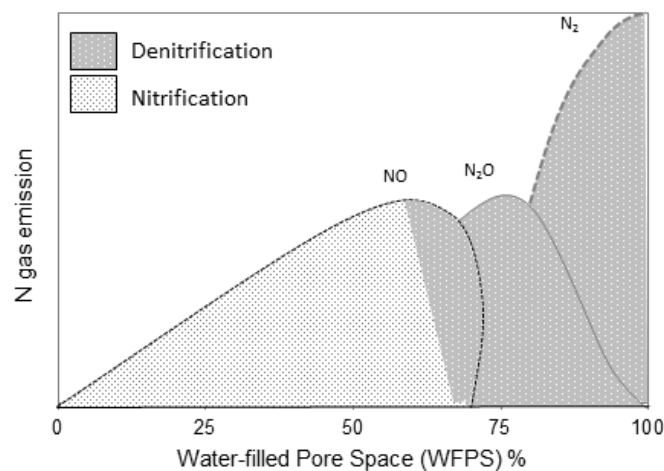 N₂
Denitrification
Nitrification
NO
N₂O
N gas emission
0
25
50
75
100
Water-filled Pore Space (WFPS) %